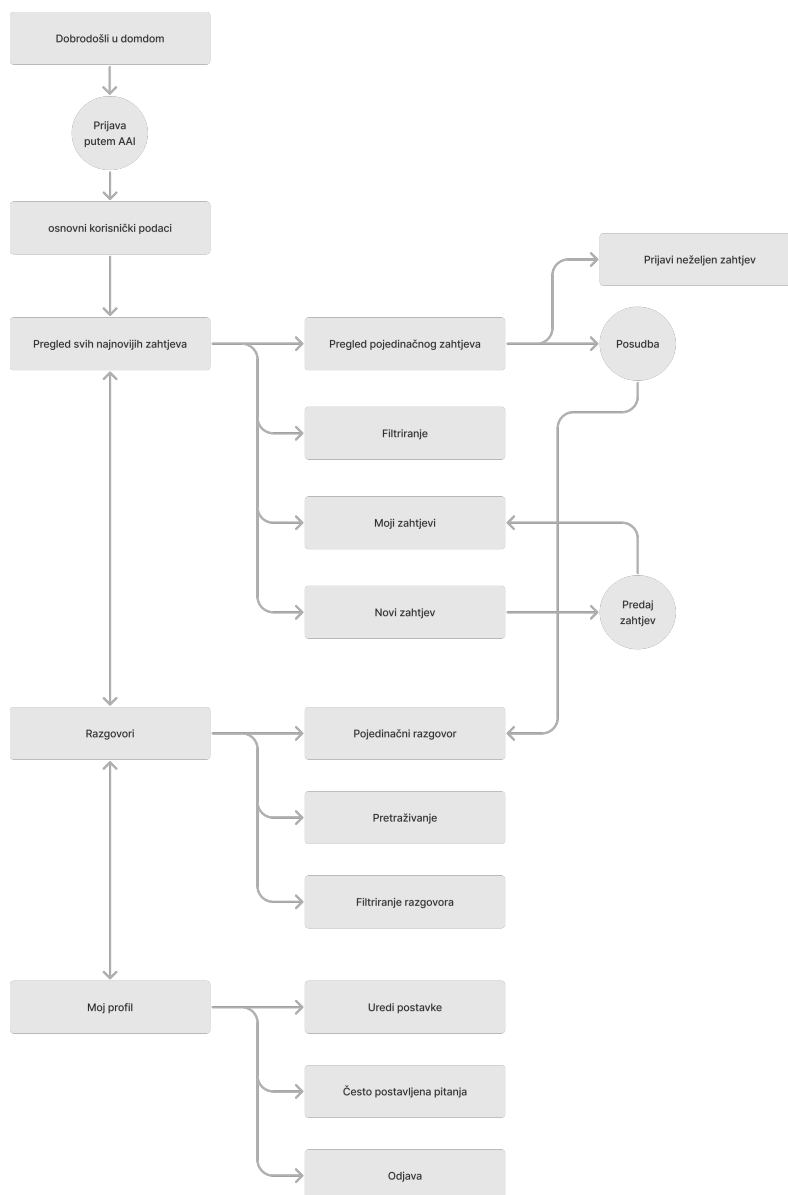 Dobrodošli u domdom
Prijava
putem AAI
osnovni korisnički podaci
Prijavi neželjen zahtjev
Pregled svih najnovijih zahtjeva
Pregled pojedinačnog zahtjeva
Posudba
Filtriranje
Moji zahtjevi
Novi zahtjev
Predaj
zahtjev
Razgovori
Pojedinačni razgovor
Pretraživanje
Filtriranje razgovora
Moj profil
Uredi postavke
Često postavljena pitanja
Odjava